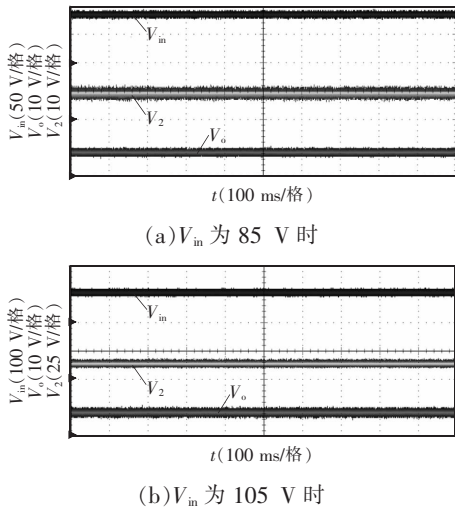 V_in(50 V/格)
V_o(10 V/格)
V_2(10 V/格)
V_in
V_2
V_o
t(100 ms/格)
(a)V_in 为 85 V 时
V_in(100 V/格)
V_o(10 V/格)
V_2(25 V/格)
V_in
V_2
V_o
t(100 ms/格)
(b)V_in 为 105 V 时